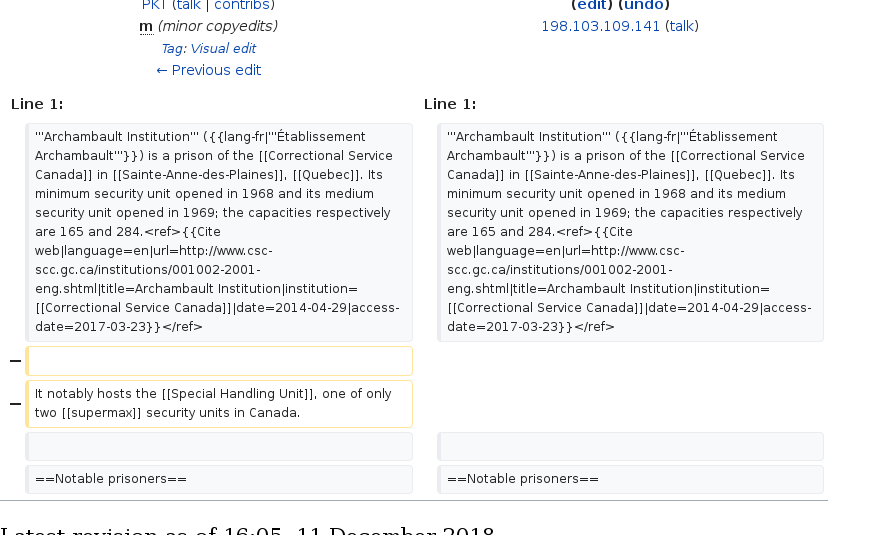 PKT (talk | contribs)
m (minor copyedits)
Tag: Visual edit
← Previous edit
(edit) (undo)
198.103.109.141 (talk)
Line 1:
'''Archambault Institution''' ({{lang-fr|'''Établissement
Archambault'''}}) is a prison of the [[Correctional Service
Canada]] in [[Sainte-Anne-des-Plaines]], [[Quebec]]. Its
minimum security unit opened in 1968 and its medium
security unit opened in 1969; the capacities respectively
are 165 and 284.<ref>{{Cite
web|language=en|url=http://www.csc-
scc.gc.ca/institutions/001002-2001-
eng.shtml|title=Archambault Institution|institution=
[[Correctional Service Canada]]|date=2014-04-29|access-
date=2017-03-23}}</ref>
−
− It notably hosts the [[Special Handling Unit]], one of only
two [[supermax]] security units in Canada.
==Notable prisoners==
Line 1:
'''Archambault Institution''' ({{lang-fr|'''Établissement
Archambault'''}}) is a prison of the [[Correctional Service
Canada]] in [[Sainte-Anne-des-Plaines]], [[Quebec]]. Its
minimum security unit opened in 1968 and its medium
security unit opened in 1969; the capacities respectively
are 165 and 284.<ref>{{Cite
web|language=en|url=http://www.csc-
scc.gc.ca/institutions/001002-2001-
eng.shtml|title=Archambault Institution|institution=
[[Correctional Service Canada]]|date=2014-04-29|access-
date=2017-03-23}}</ref>
==Notable prisoners==
Latest revision as of 16:05, 11 December 2018